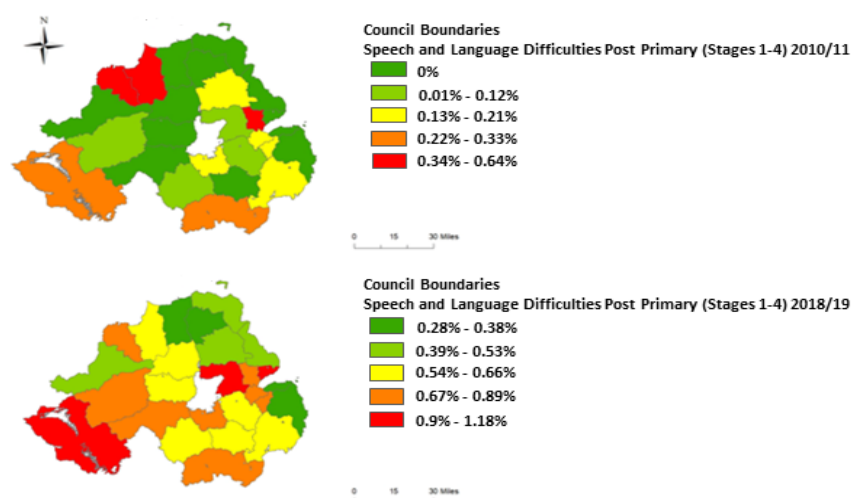 N
Council Boundaries
Speech and Language Difficulties Post Primary (Stages 1-4) 2010/11
0%
0.01% - 0.12%
0.13% - 0.21%
0.22% - 0.33%
0.34% - 0.64%
0 15 30 Miles
Council Boundaries
Speech and Language Difficulties Post Primary (Stages 1-4) 2018/19
0.28% - 0.38%
0.39% - 0.53%
0.54% - 0.66%
0.67% - 0.89%
0.9% - 1.18%
0 15 30 Miles